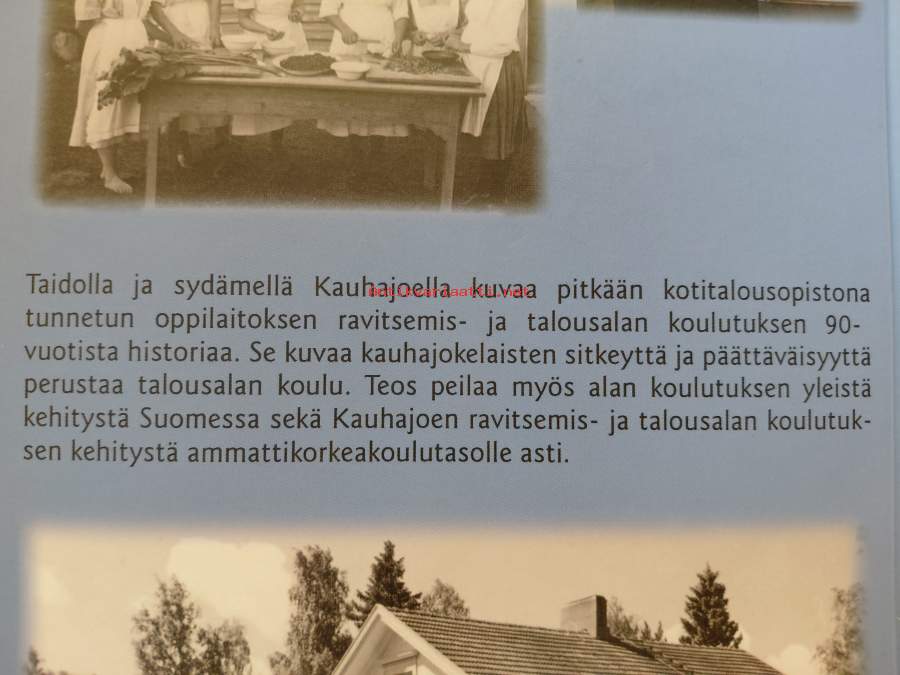 Taidolla ja sydämellä Kauhajoella kuvaa pitkään kotitalousopistona
tunnetun oppilaitoksen ravitsemis- ja talousalan koulutuksen 90-
vuotista historiaa. Se kuvaa kauhajokelaisten sitkeyttä ja päättäväisyyttä
perustaa talousalan koulu. Teos peilaa myös alan koulutuksen yleistä
kehitystä Suomessa sekä Kauhajoen ravitsemis- ja talousalan koulutuk-
sen kehitystä ammattikorkeakoulutasolle asti.